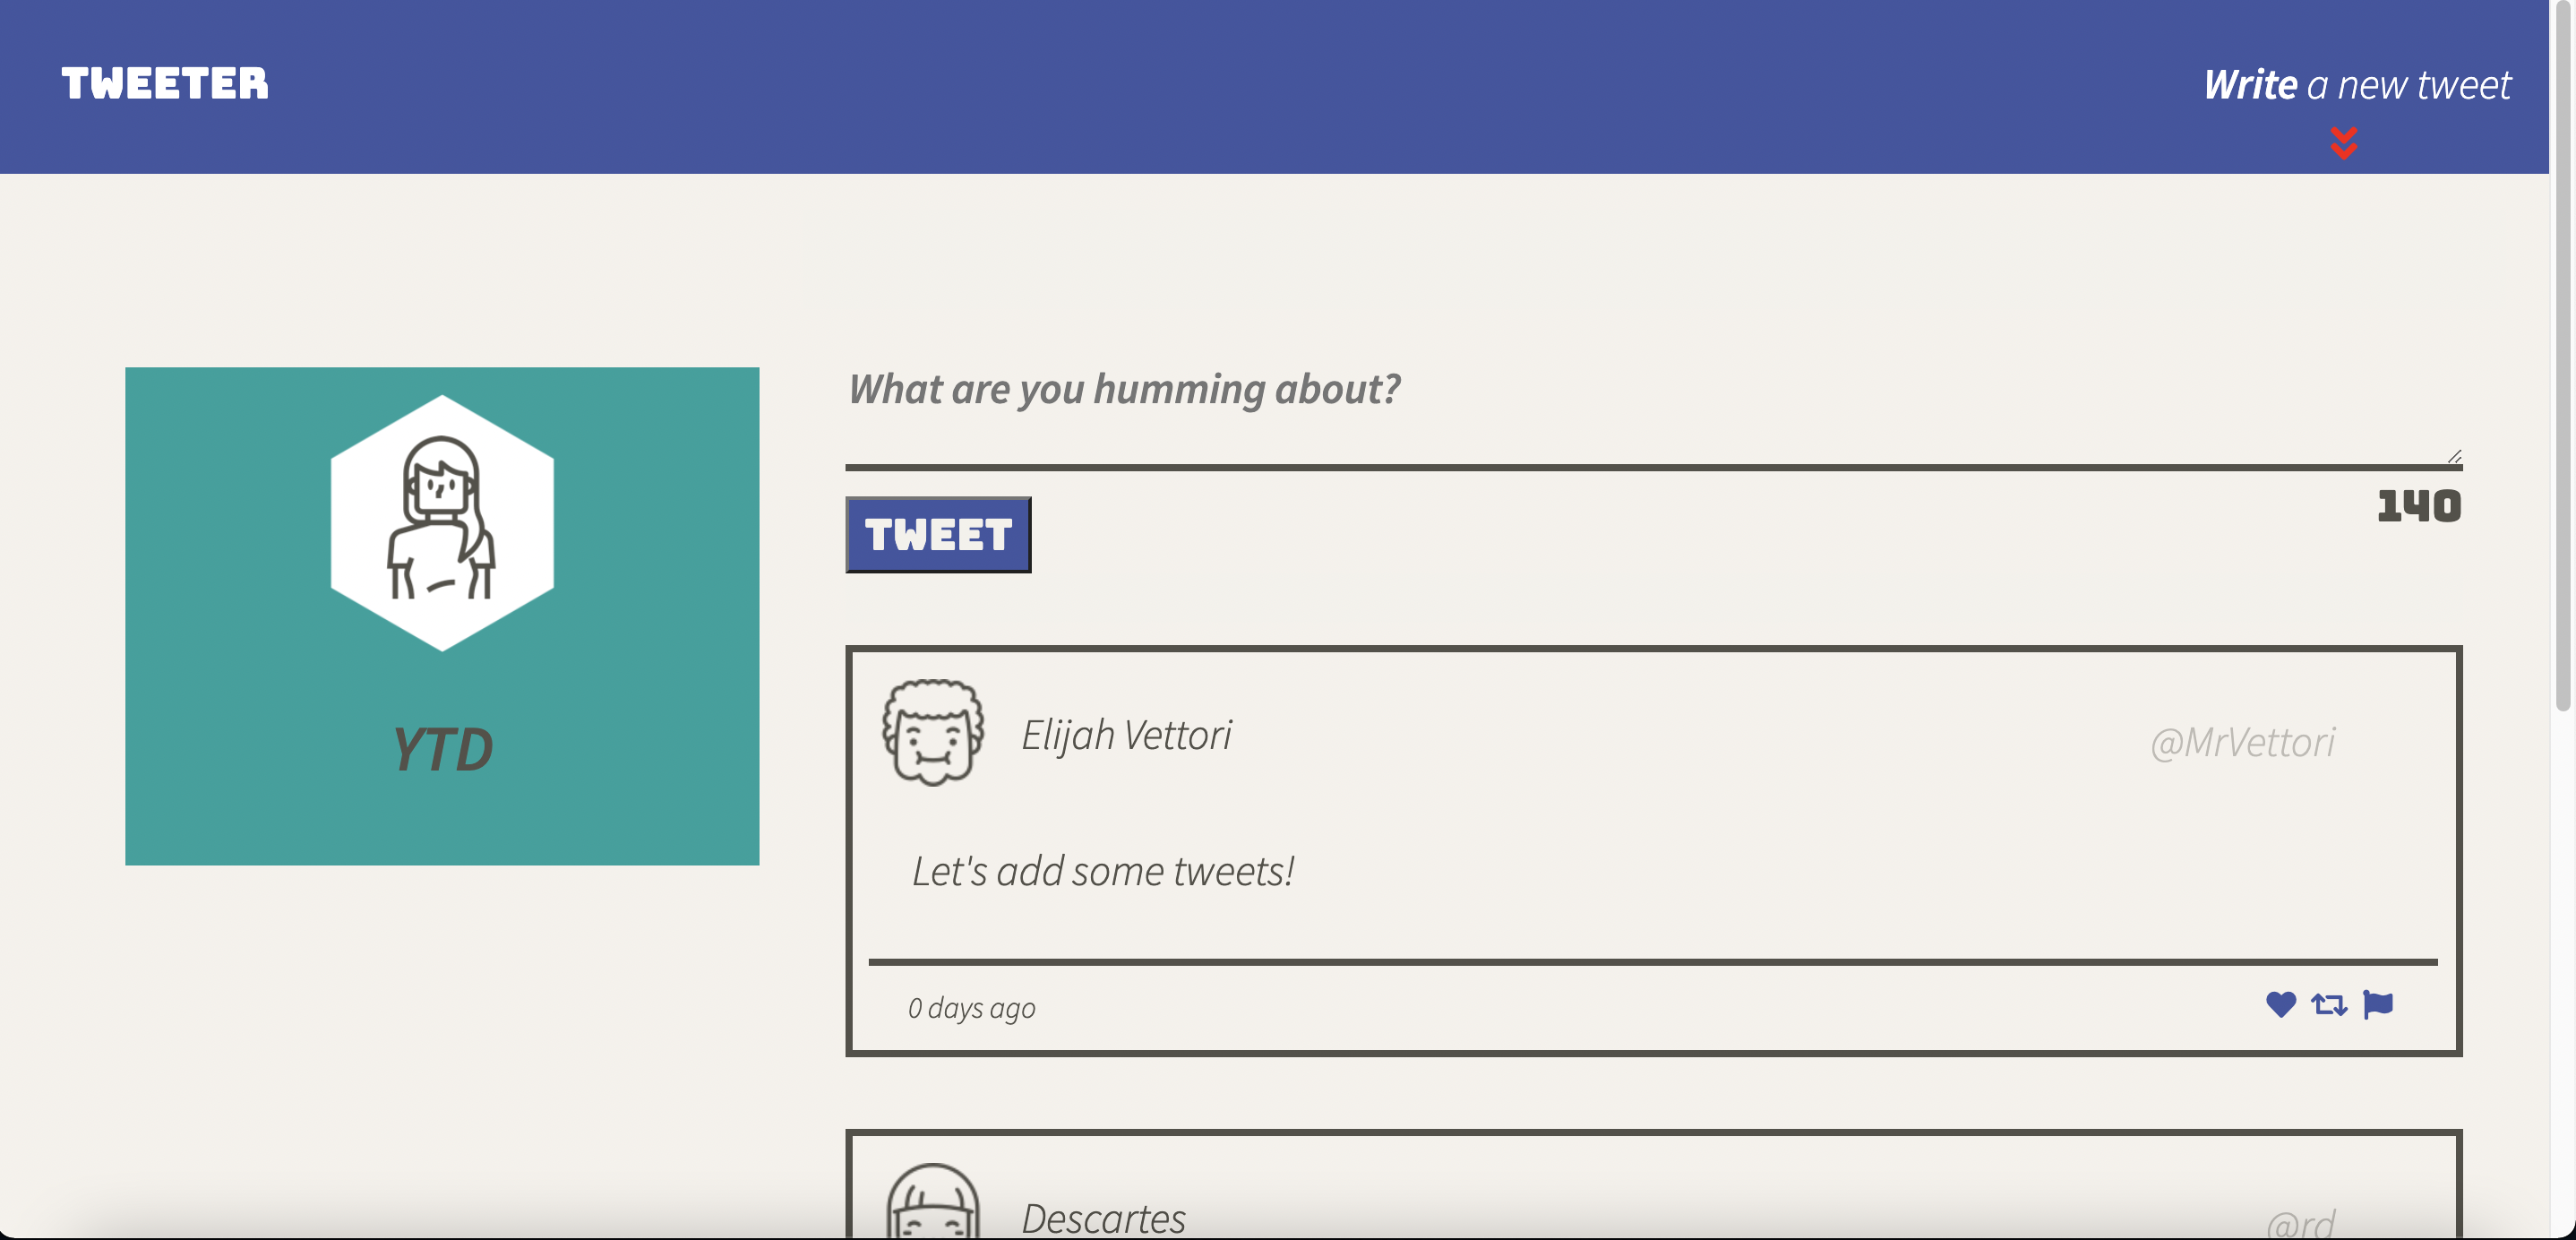 TWEETER
Write a new tweet
YTD
What are you humming about?
TWEET
140
Elijah Vettori
@MrVettori
Let's add some tweets!
0 days ago
Descartes
@rd